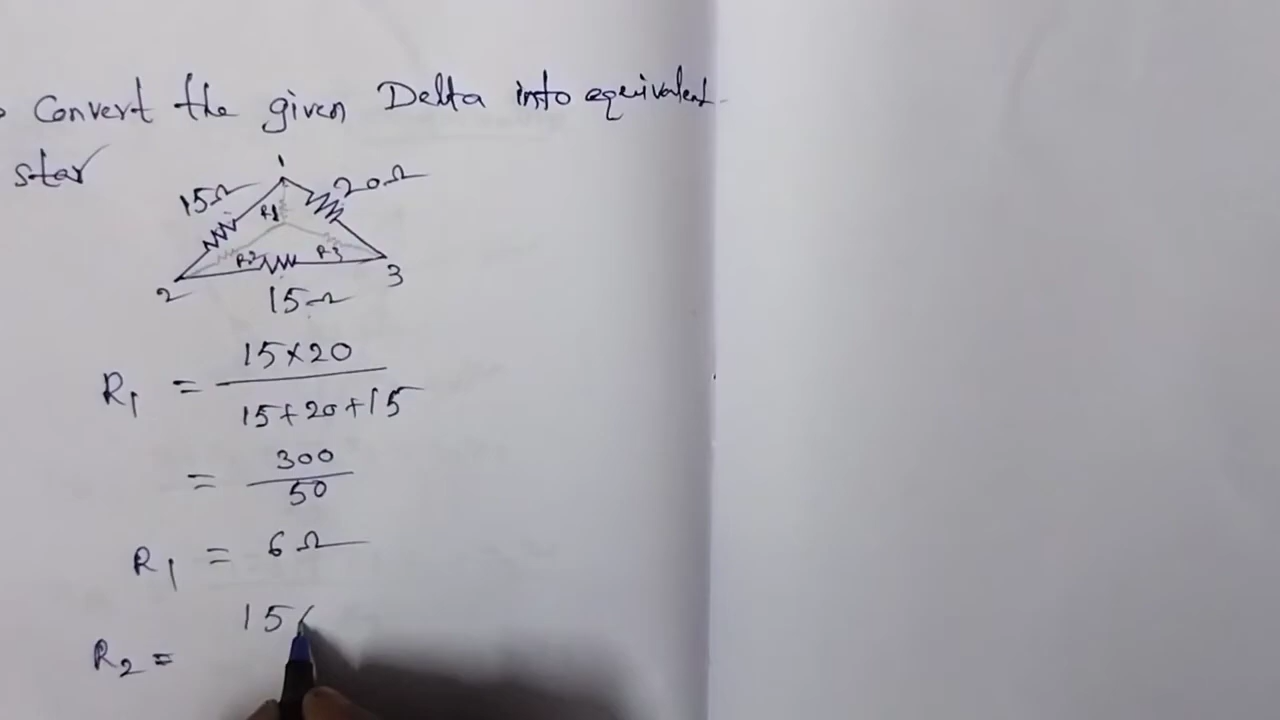 Convert the given Delta into equivalent
star
1
15Ω 20Ω
R1
R2 R3
2 3
15Ω
R₁ = 15×20
15+20+15
= 300
50
R₁ = 6Ω
15
R₂ =